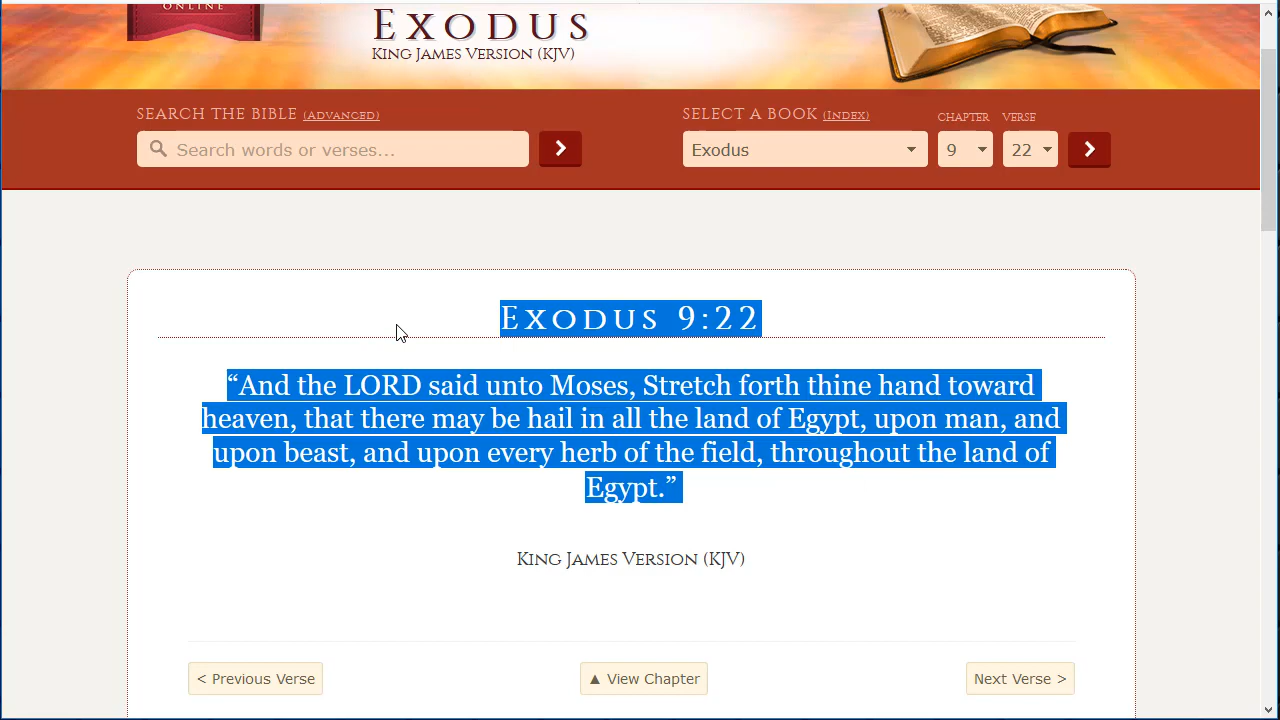 ONLINE
Exodus
King James Version (KJV)
Search the Bible (Advanced)
Select a Book (Index)
Chapter
Verse
Search words or verses...
Exodus
9
22
Exodus 9:22
“And the LORD said unto Moses, Stretch forth thine hand toward
heaven, that there may be hail in all the land of Egypt, upon man, and
upon beast, and upon every herb of the field, throughout the land of
Egypt.”
King James Version (KJV)
< Previous Verse
▲ View Chapter
Next Verse >